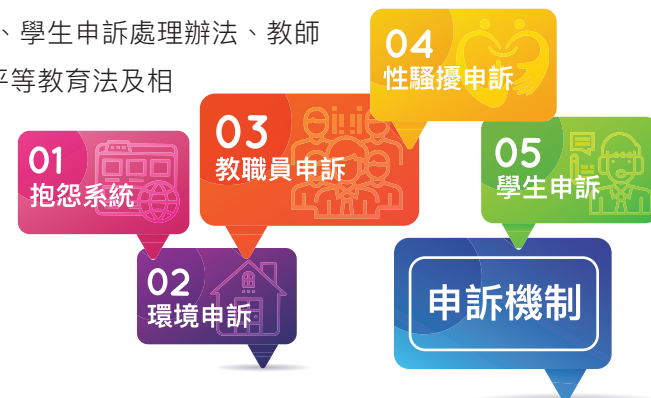 、學生申訴處理辦法、教師
平等教育法及相
01
抱怨系統
02
環境申訴
03
教職員申訴
04
性騷擾申訴
05
學生申訴
申訴機制